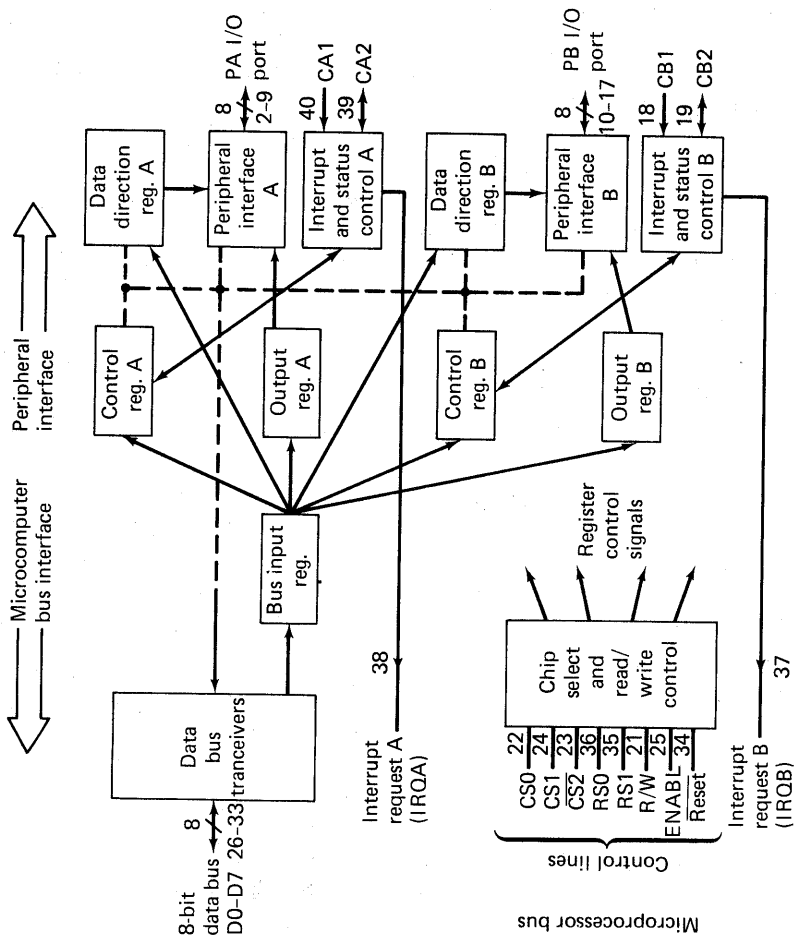 Microcomputer
bus interface
Peripheral
interface
8-bit
data bus
D0–D7
8
26–33
Data
bus
tranceivers
Bus input
reg.
Control
reg. A
Output
reg. A
Control
reg. B
Output
reg. B
Data
direction
reg. A
Peripheral
interface
A
Interrupt
and status
control A
Data
direction
reg. B
Peripheral
interface
B
Interrupt
and status
control B
8
2–9
PA I/O
port
40
CA1
39
CA2
8
10–17
PB I/O
port
18
CB1
19
CB2
Interrupt
request A
(IRQA)
38
Microprocessor bus
Control lines
CS0
22
CS1
24
CS2
23
RS0
36
RS1
35
R/W
21
ENABL
25
Reset
34
Chip
select
and
read/
write
control
Register
control
signals
Interrupt
request B
(IRQB)
37